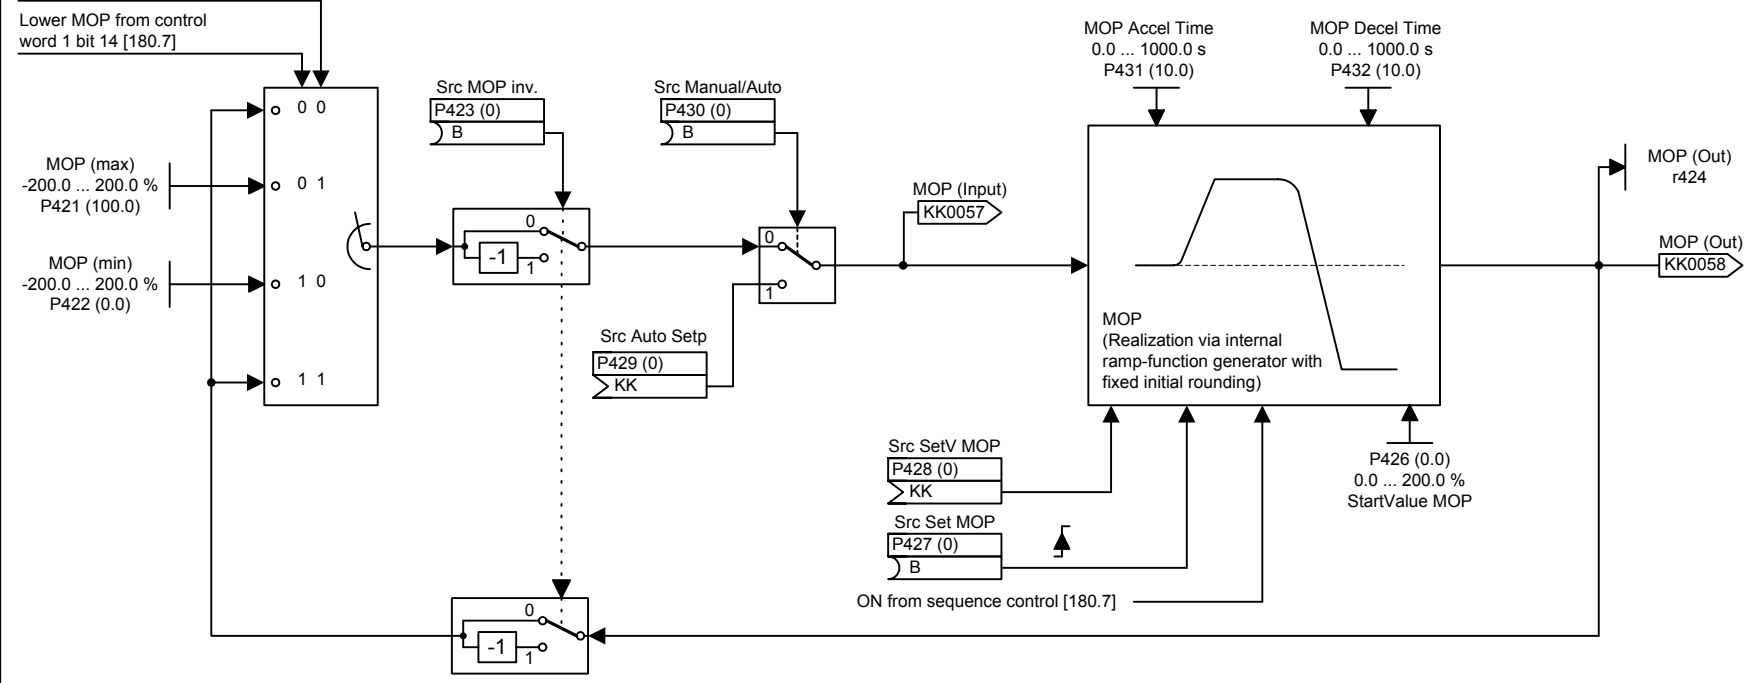 Lower MOP from control
word 1 bit 14 [180.7]
MOP Accel Time
0.0 ... 1000.0 s
P431 (10.0)
MOP Decel Time
0.0 ... 1000.0 s
P432 (10.0)
Src MOP inv.
P423 (0)
B
Src Manual/Auto
P430 (0)
B
0 0
MOP (max)
-200.0 ... 200.0 %
P421 (100.0)
0 1
MOP (min)
-200.0 ... 200.0 %
P422 (0.0)
1 0
1 1
0
-1
1
0
1
MOP (Input)
KK0057
MOP (Out)
r424
MOP (Out)
KK0058
MOP
(Realization via internal
ramp-function generator with
fixed initial rounding)
Src Auto Setp
P429 (0)
KK
Src SetV MOP
P428 (0)
KK
P426 (0.0)
0.0 ... 200.0 %
StartValue MOP
Src Set MOP
P427 (0)
B
ON from sequence control [180.7]
0
-1
1